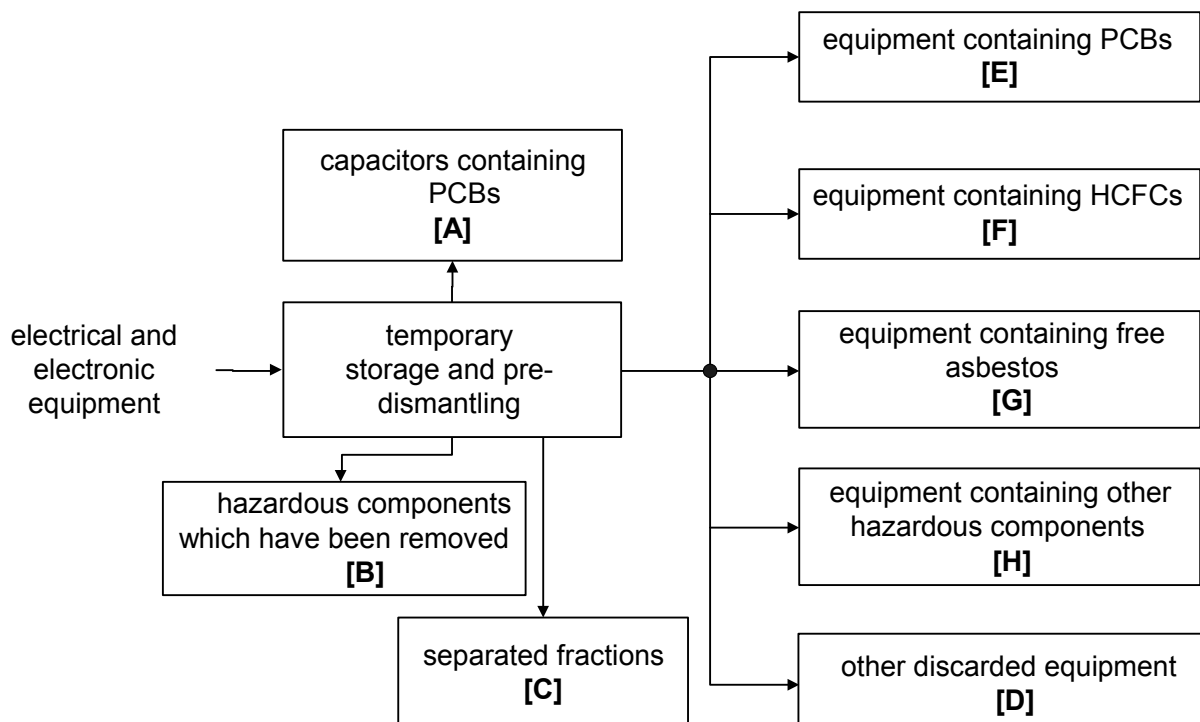 electrical and
electronic
equipment
capacitors containing
PCBs
[A]
temporary
storage and pre-
dismantling
hazardous components
which have been removed
[B]
separated fractions
[C]
equipment containing PCBs
[E]
equipment containing HCFCs
[F]
equipment containing free
asbestos
[G]
equipment containing other
hazardous components
[H]
other discarded equipment
[D]